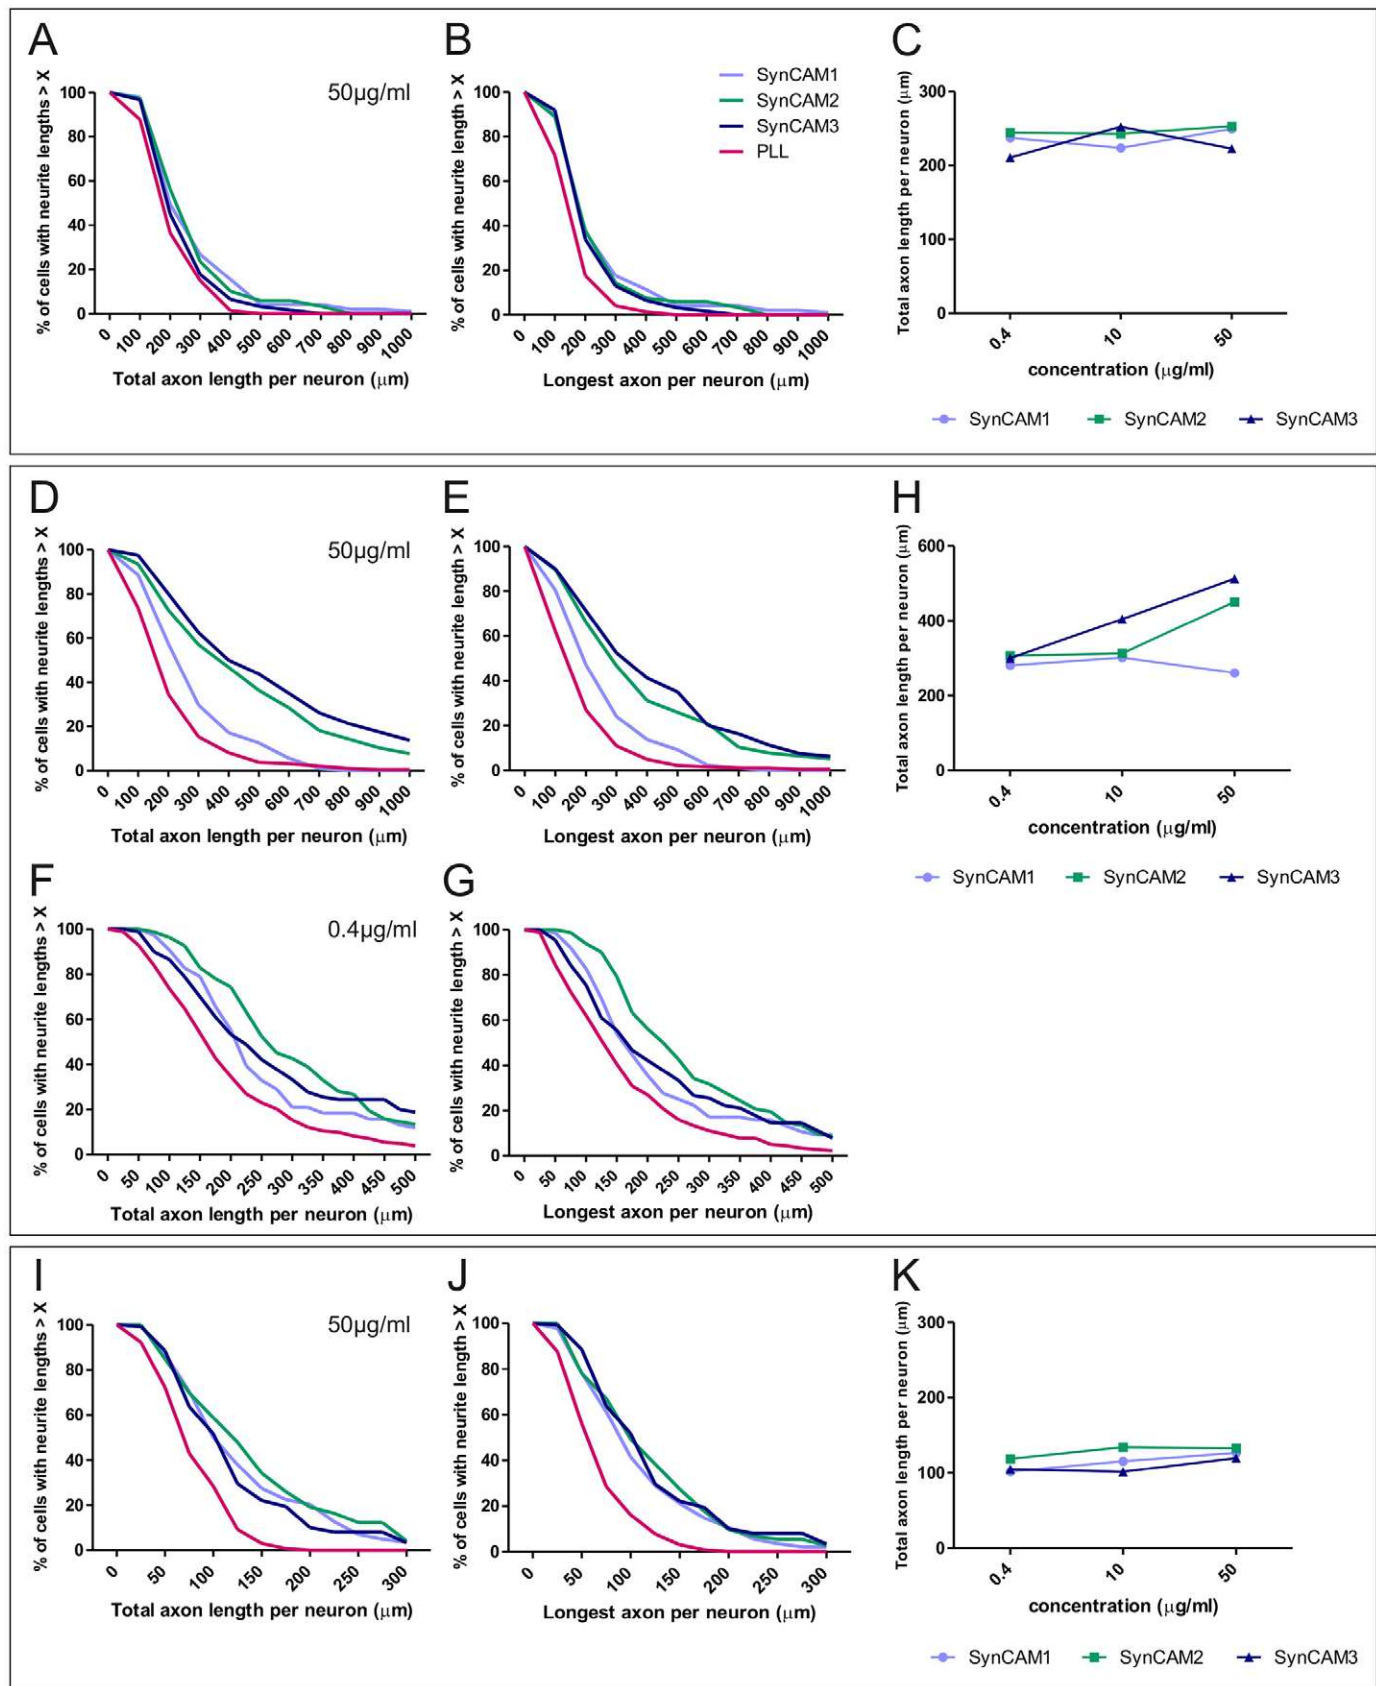 A
% of cells with neurite lengths > X
50µg/ml
100
80
60
40
20
0
0 100 200 300 400 500 600 700 800 900 1000
Total axon length per neuron (µm)
B
% of cells with neurite length > X
SynCAM1
SynCAM2
SynCAM3
PLL
100
80
60
40
20
0
0 100 200 300 400 500 600 700 800 900 1000
Longest axon per neuron (µm)
C
Total axon length per neuron (µm)
300
200
100
0
0.4 10 50
concentration (µg/ml)
SynCAM1 SynCAM2 SynCAM3
D
% of cells with neurite lengths > X
50µg/ml
100
80
60
40
20
0
0 100 200 300 400 500 600 700 800 900 1000
Total axon length per neuron (µm)
E
% of cells with neurite length > X
100
80
60
40
20
0
0 100 200 300 400 500 600 700 800 900 1000
Longest axon per neuron (µm)
H
Total axon length per neuron (µm)
600
400
200
0
0.4 10 50
concentration (µg/ml)
SynCAM1 SynCAM2 SynCAM3
F
% of cells with neurite lengths > X
0.4µg/ml
100
80
60
40
20
0
0 50 100 150 200 250 300 350 400 450 500
Total axon length per neuron (µm)
G
% of cells with neurite length > X
100
80
60
40
20
0
0 50 100 150 200 250 300 350 400 450 500
Longest axon per neuron (µm)
I
% of cells with neurite lengths > X
50µg/ml
100
80
60
40
20
0
0 50 100 150 200 250 300
Total axon length per neuron (µm)
J
% of cells with neurite length > X
100
80
60
40
20
0
0 50 100 150 200 250 300
Longest axon per neuron (µm)
K
Total axon length per neuron (µm)
300
200
100
0
0.4 10 50
concentration (µg/ml)
SynCAM1 SynCAM2 SynCAM3